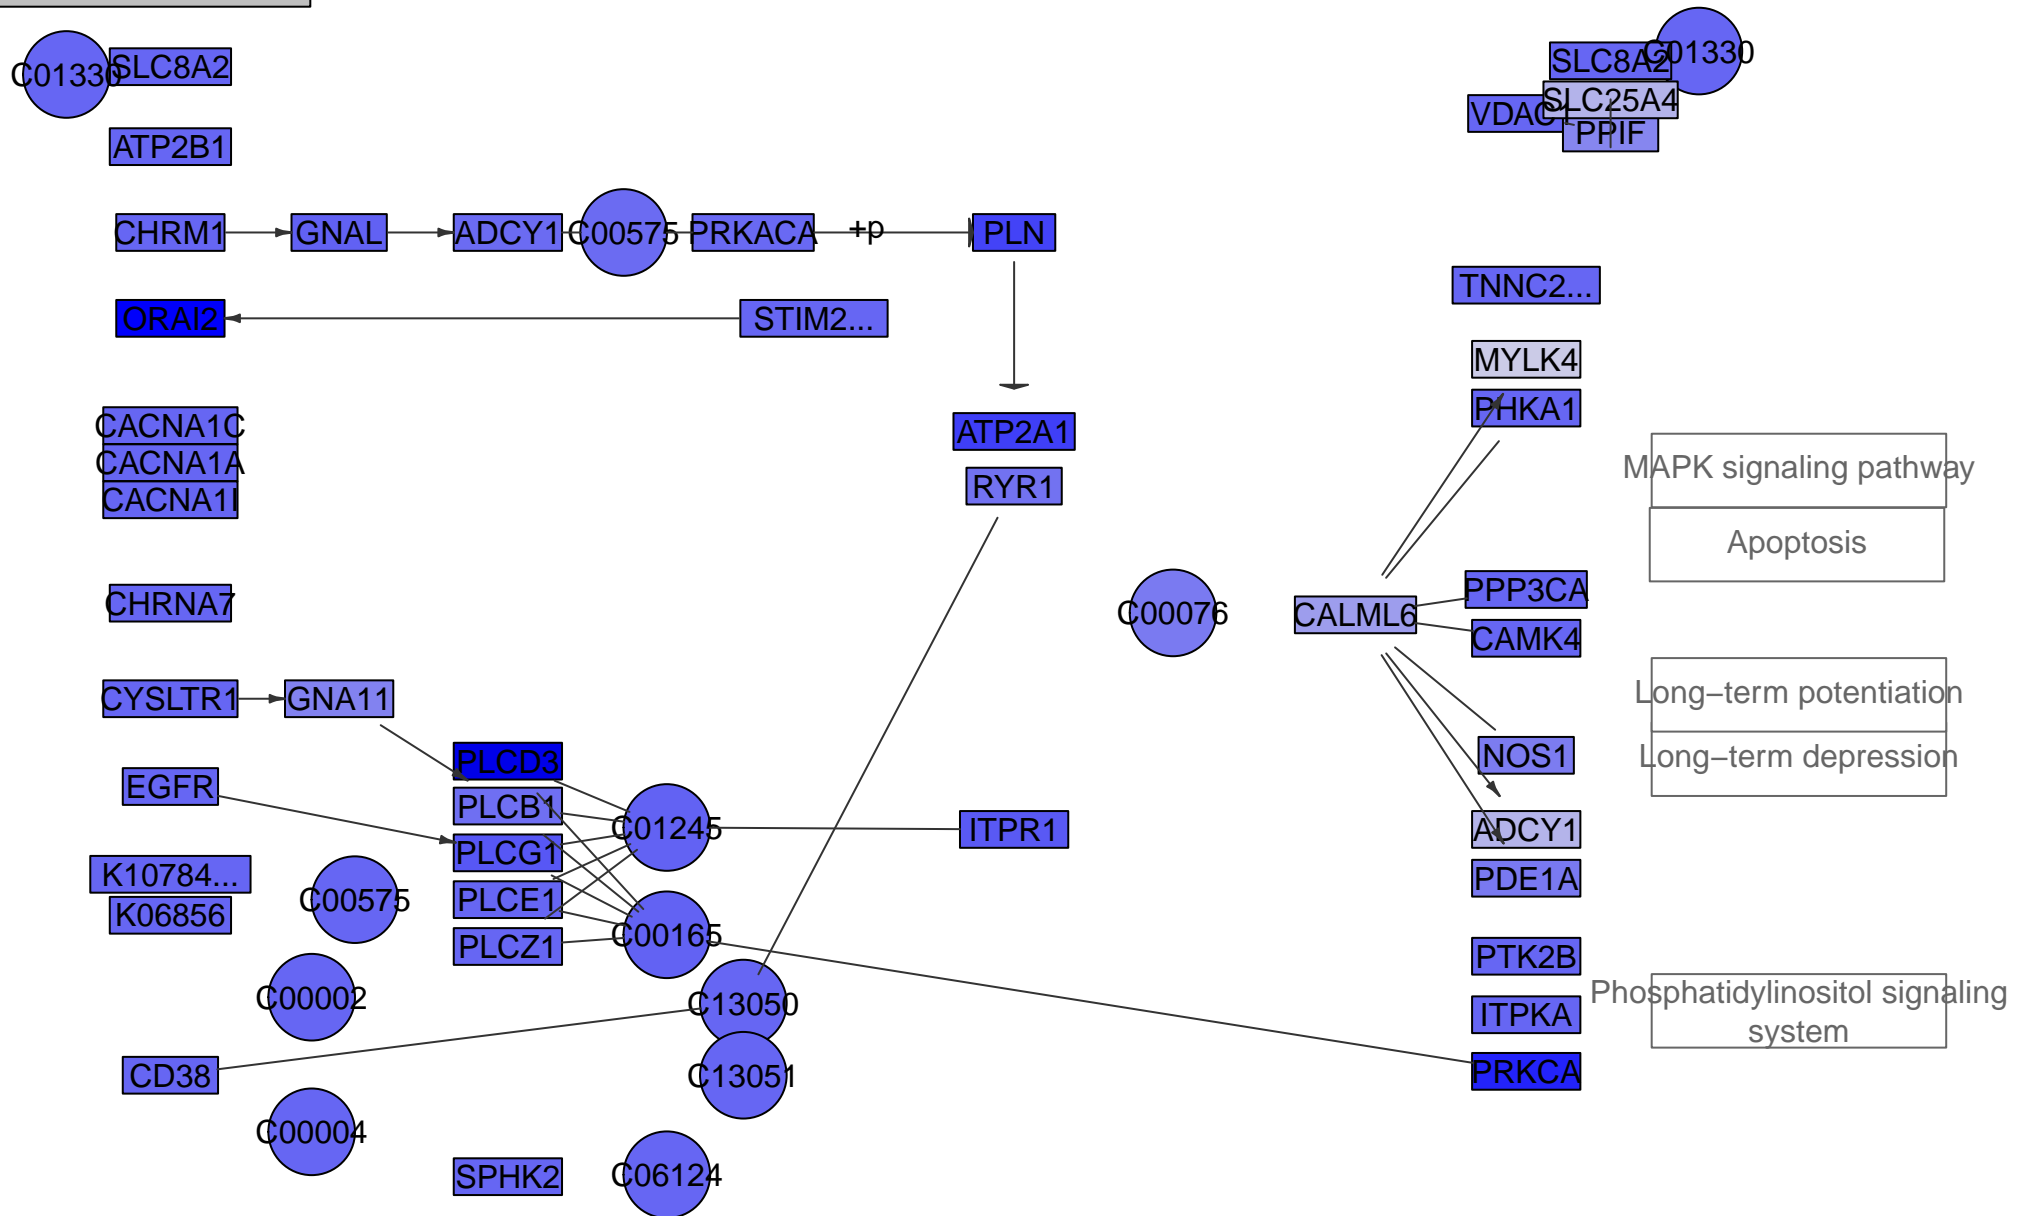 C01330
SLC8A2
SLC8A2
C01330
SLC25A4
VDAC1
PPIF
ATP2B1
CHRM1
GNAL
ADCY1
C00575
PRKACA
+p
PLN
TNNC2...
ORAI2
STIM2...
MYLK4
PHKA1
CACNA1C
CACNA1A
CACNA1I
ATP2A1
RYR1
MAPK signaling pathway
Apoptosis
CHRNA7
C00076
CALML6
PPP3CA
CAMK4
CYSLTR1
GNA11
Long−term potentiation
Long−term depression
PLCD3
NOS1
EGFR
PLCB1
C01245
ITPR1
ADCY1
PLCG1
K10784...
C00575
PLCE1
PDE1A
K06856
PLCZ1
C00165
PTK2B
C00002
C13050
ITPKA
Phosphatidylinositol signaling
system
CD38
C13051
PRKCA
C00004
SPHK2
C06124